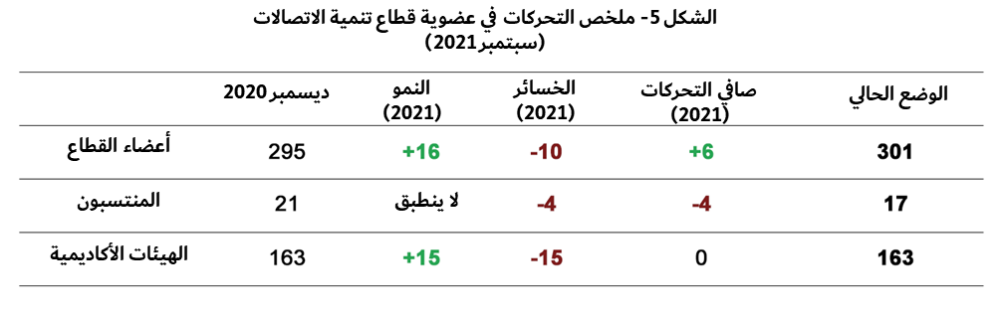 الشكل 5- ملخص التحركات في عضوية قطاع تنمية الاتصالات
(سبتمبر 2021)
ديسمبر 2020 النمو (2021) الخسائر (2021) صافي التحركات (2021) الوضع الحالي
أعضاء القطاع 295 +16 -10 +6 301
المنتسبون 21 لا ينطبق -4 -4 17
الهيئات الأكاديمية 163 +15 -15 0 163